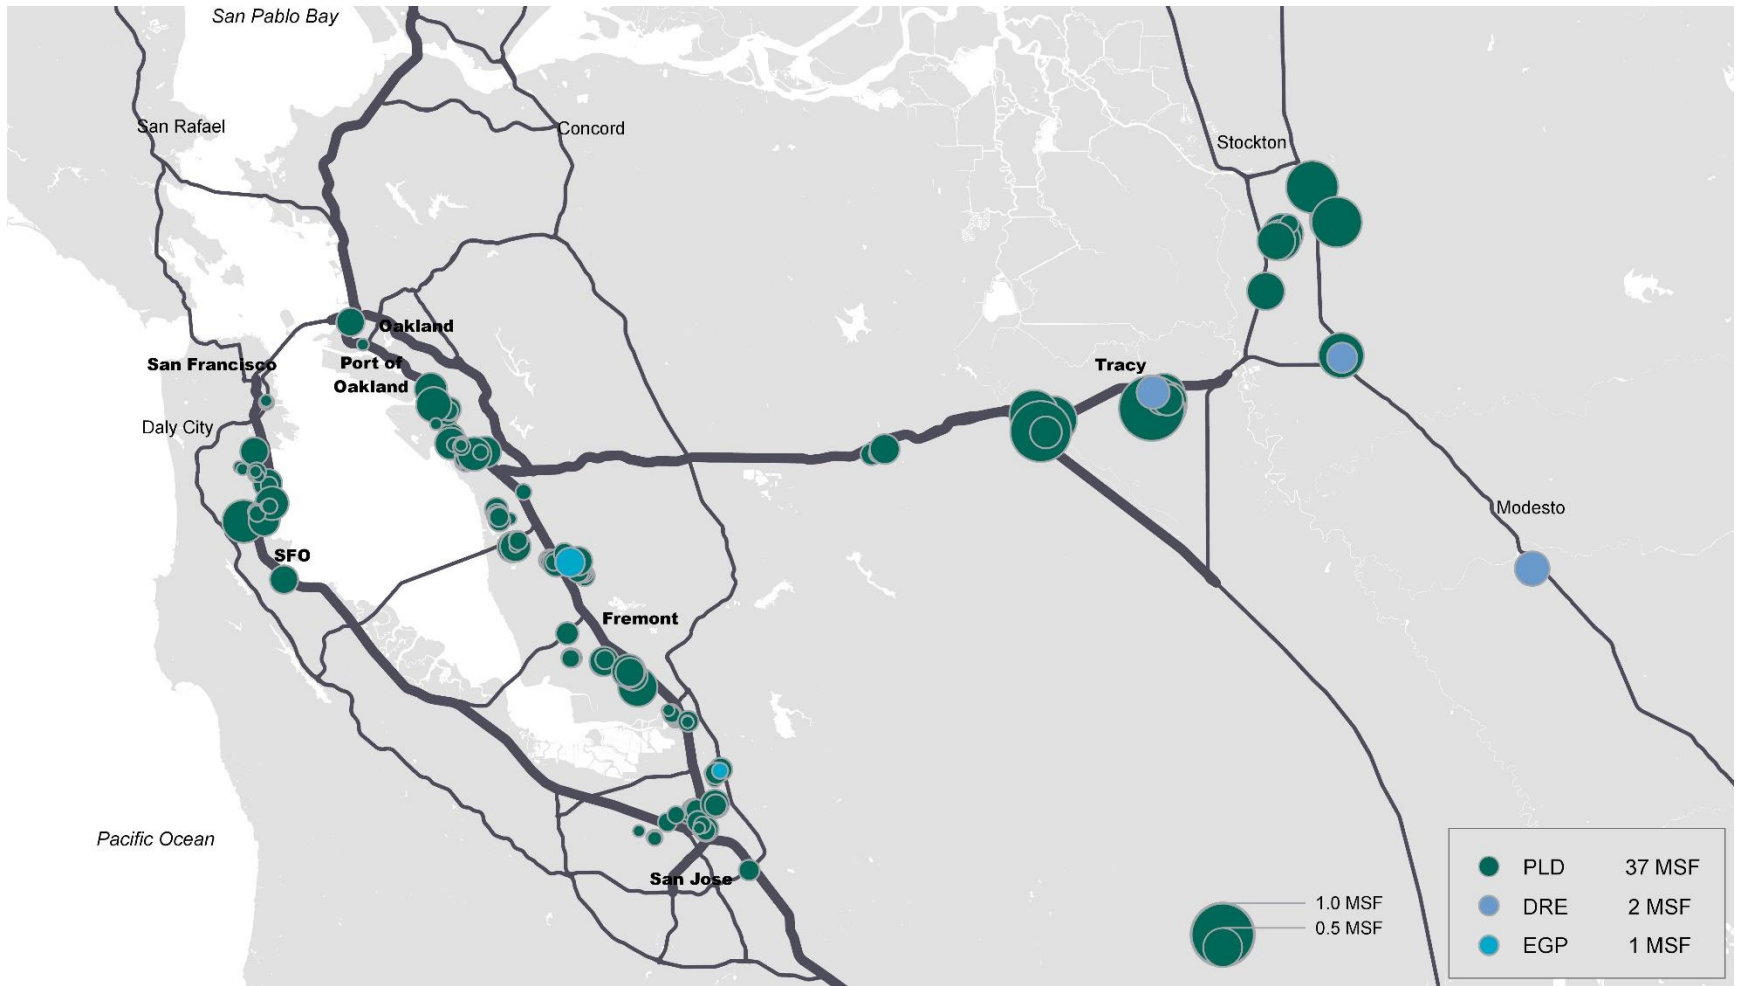 San Pablo Bay
San Rafael
Concord
Stockton
Oakland
San Francisco
Port of
Oakland
Tracy
Daly City
Modesto
SFO
Fremont
Pacific Ocean
San Jose
1.0 MSF
0.5 MSF
PLD 37 MSF
DRE 2 MSF
EGP 1 MSF